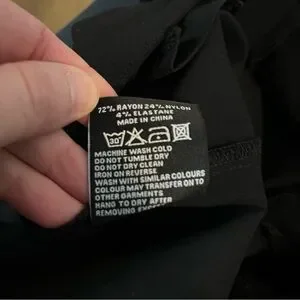 72% RAYON 24% NYLON
4% ELASTANE
MADE IN CHINA
30
MACHINE WASH COLD
DO NOT TUMBLE DRY
DO NOT DRY CLEAN
IRON ON REVERSE
WASH WITH SIMILAR COLOURS
COLOUR MAY TRANSFER ON TO
OTHER GARMENTS
HANG TO DRY AFTER
REMOVING